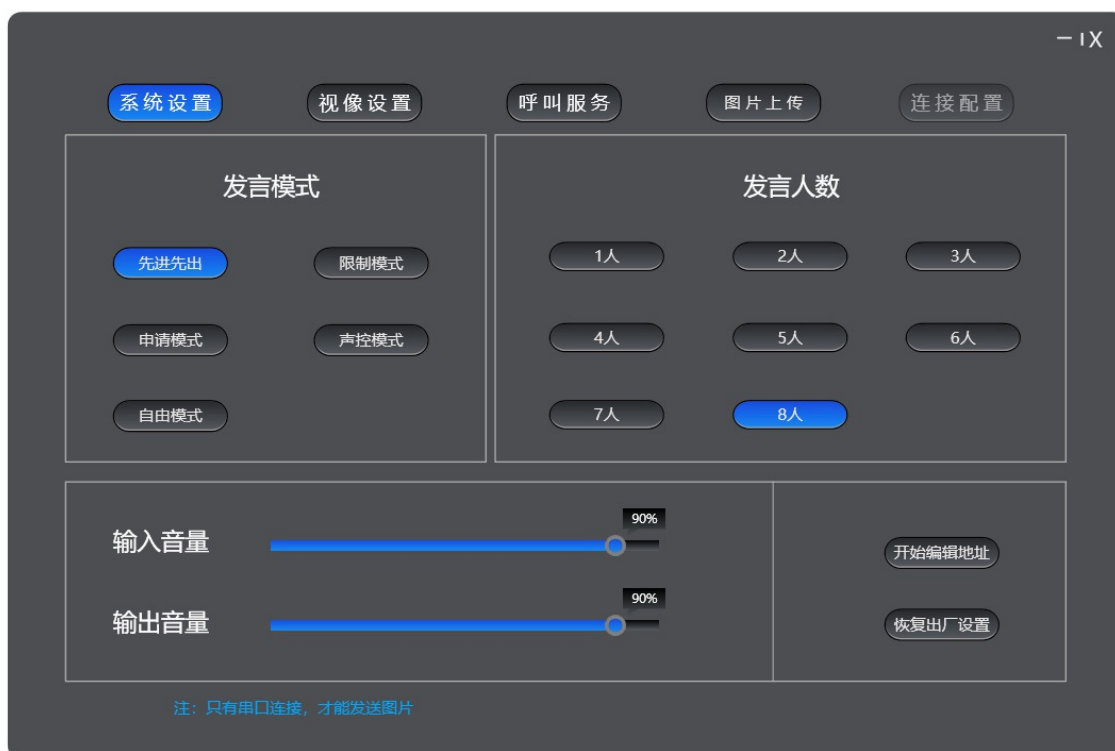 系统设置 视像设置 呼叫服务 图片上传 连接配置
发言模式
先进先出 限制模式
申请模式 声控模式
自由模式
发言人数
1人 2人 3人
4人 5人 6人
7人 8人
输入音量 90%
输出音量 90%
开始编辑地址
恢复出厂设置
注：只有串口连接，才能发送图片